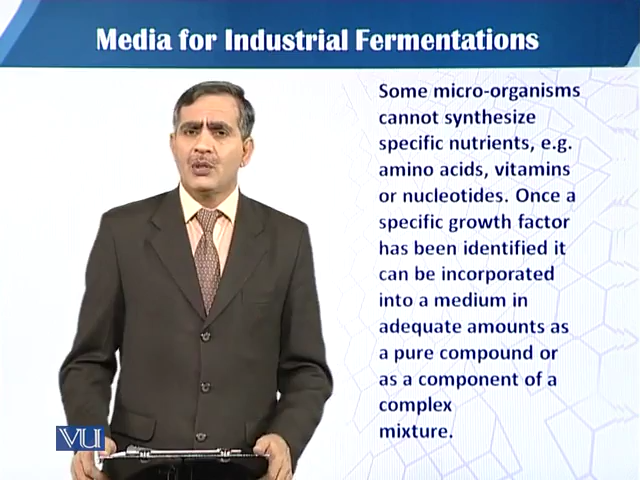 Media for Industrial Fermentations
Some micro-organisms
cannot synthesize
specific nutrients, e.g.
amino acids, vitamins
or nucleotides. Once a
specific growth factor
has been identified it
can be incorporated
into a medium in
adequate amounts as
a pure compound or
as a component of a
complex
mixture.
VU